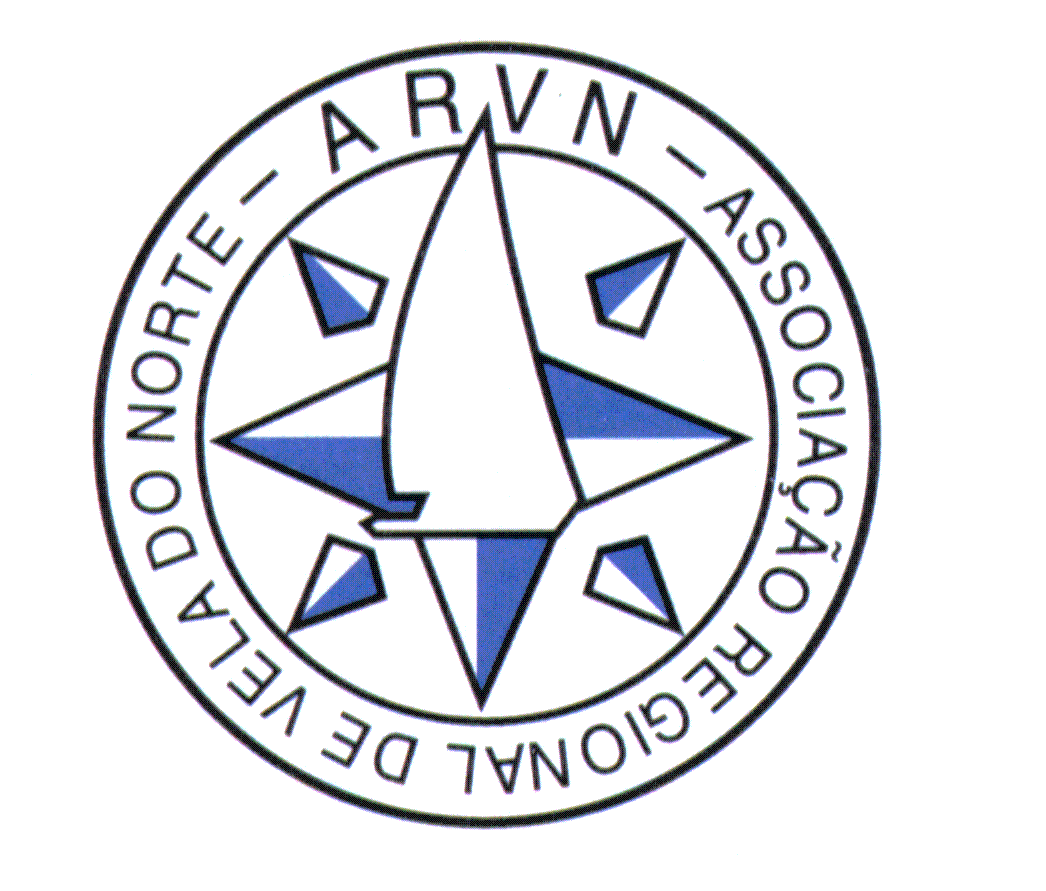 – ARVN – ASSOCIAÇÃO REGIONAL DE VELA DO NORTE